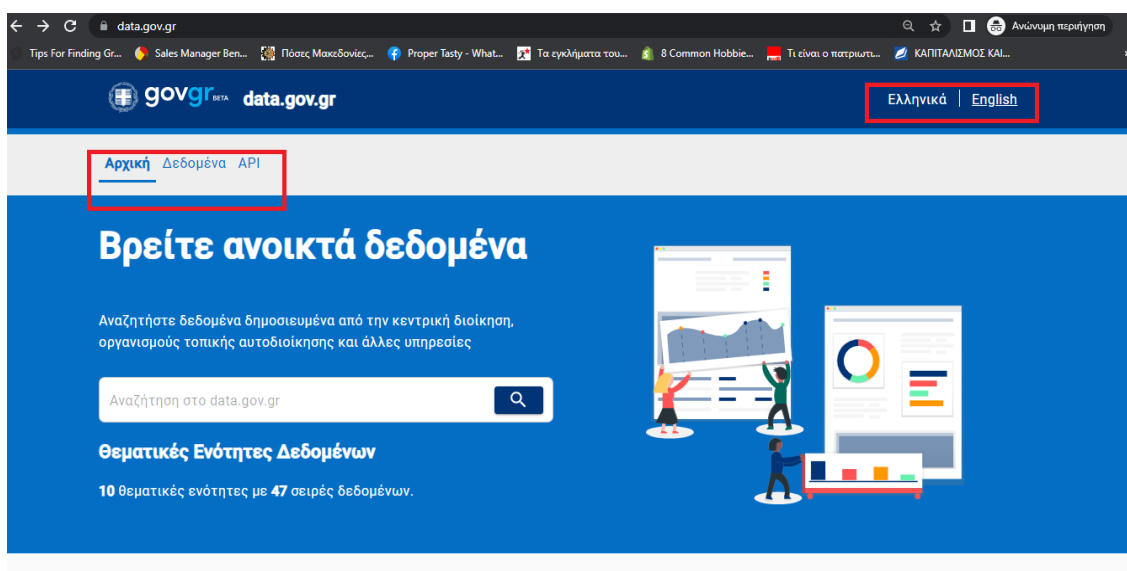 data.gov.gr
Ανώνυμη περιήγηση
Tips For Finding Gr... Sales Manager Ben... Πόσες Μακεδονίες... Proper Tasty - What... Τα εγκλήματα του... 8 Common Hobbie... Τι είναι ο πατριωτι... ΚΑΠΙΤΑΛΙΣΜΟΣ ΚΑΙ...
govgr BETA data.gov.gr
Ελληνικά English
Αρχική Δεδομένα API
Βρείτε ανοικτά δεδομένα
Αναζητήστε δεδομένα δημοσιευμένα από την κεντρική διοίκηση,
οργανισμούς τοπικής αυτοδιοίκησης και άλλες υπηρεσίες
Αναζήτηση στο data.gov.gr
Θεματικές Ενότητες Δεδομένων
10 θεματικές ενότητες με 47 σειρές δεδομένων.